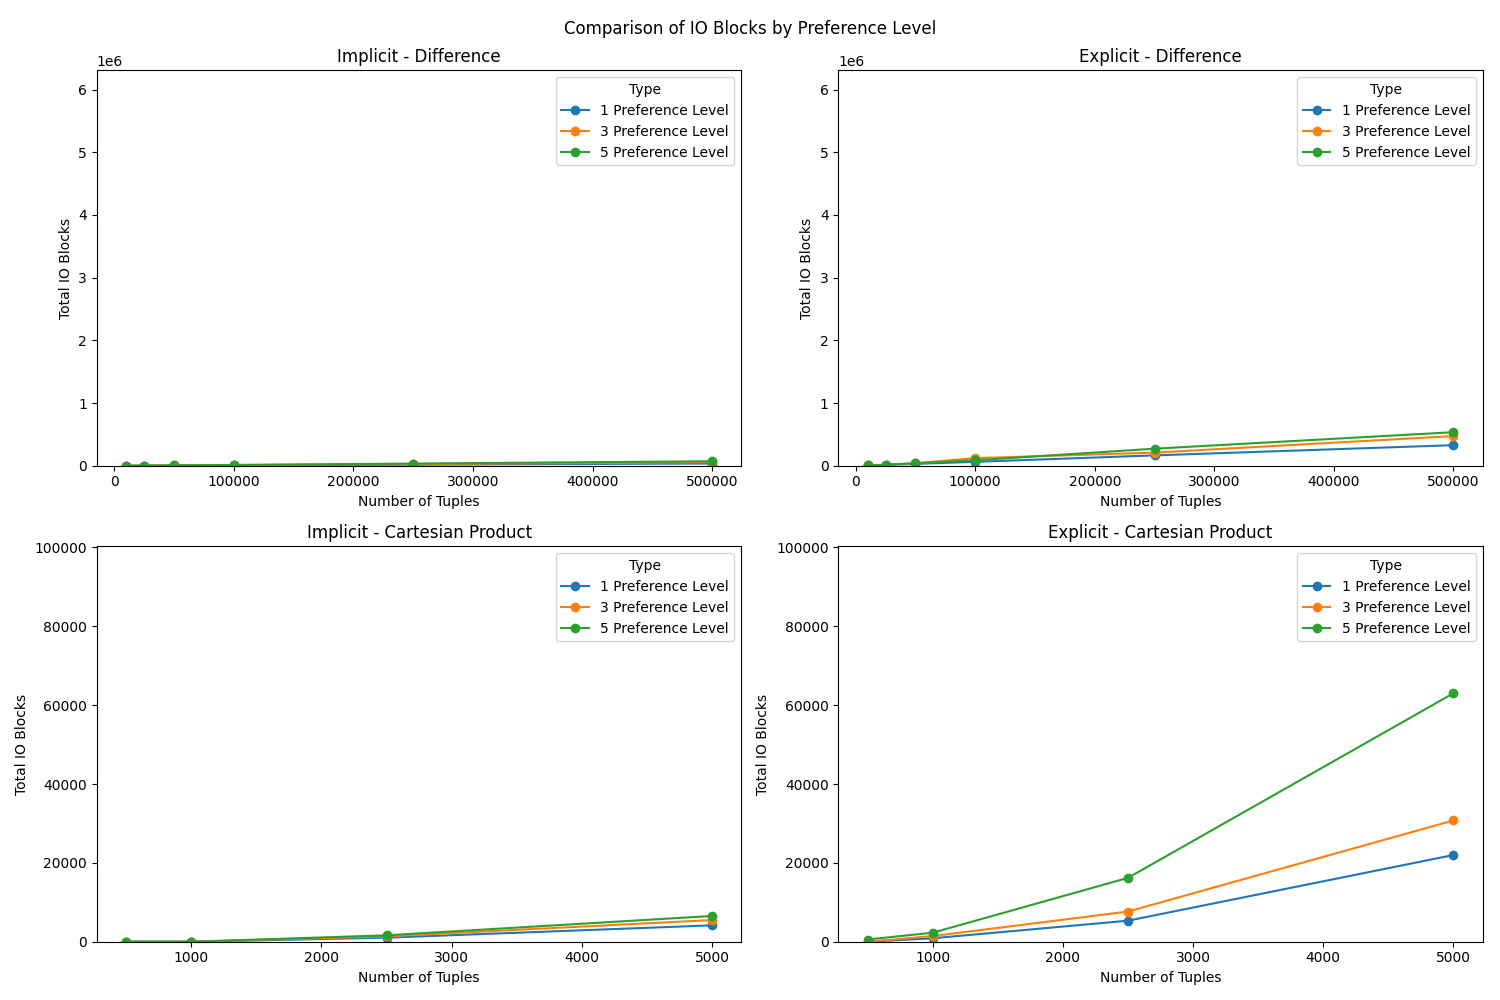 Comparison of IO Blocks by Preference Level
Implicit - Difference
1e6
6
5
4
3
2
1
0
Total IO Blocks
0 100000 200000 300000 400000 500000
Number of Tuples
Type
1 Preference Level
3 Preference Level
5 Preference Level
Explicit - Difference
1e6
6
5
4
3
2
1
0
Total IO Blocks
0 100000 200000 300000 400000 500000
Number of Tuples
Type
1 Preference Level
3 Preference Level
5 Preference Level
Implicit - Cartesian Product
100000
80000
60000
40000
20000
0
Total IO Blocks
1000 2000 3000 4000 5000
Number of Tuples
Type
1 Preference Level
3 Preference Level
5 Preference Level
Explicit - Cartesian Product
100000
80000
60000
40000
20000
0
Total IO Blocks
1000 2000 3000 4000 5000
Number of Tuples
Type
1 Preference Level
3 Preference Level
5 Preference Level